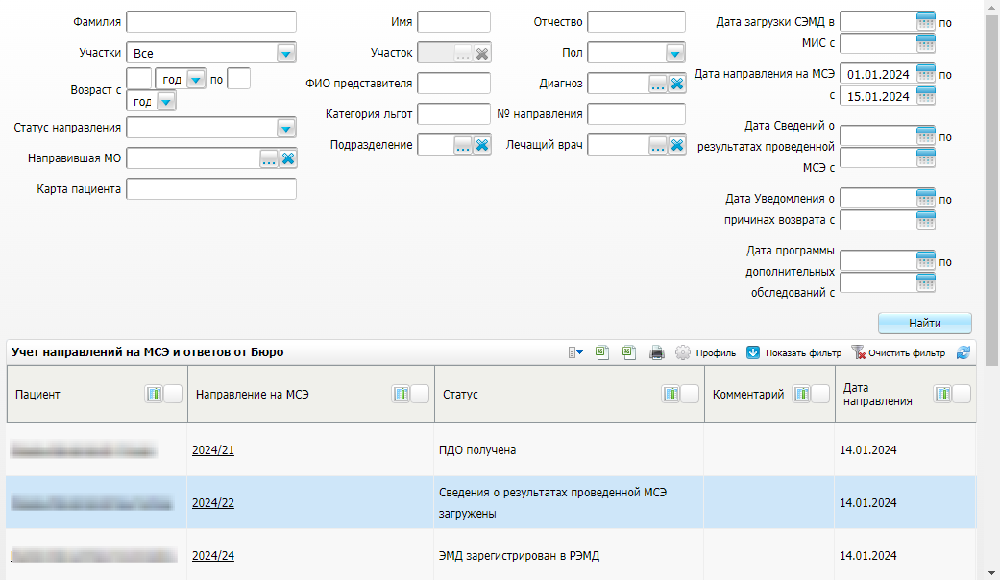 Фамилия
Имя
Отчество
Дата загрузки СЭМД в
МИС с
по
Участки
Все
Участок
...
Пол
Дата направления на МСЭ
с
01.01.2024
по
15.01.2024
Возраст с
год
по
год
ФИО представителя
Диагноз
...
Категория льгот
№ направления
Статус направления
Дата Сведений о
результатах проведенной
МСЭ с
по
Подразделение
...
Лечащий врач
...
Направившая МО
...
Карта пациента
Дата Уведомления о
причинах возврата с
по
Дата программы
дополнительных
обследований с
по
Найти
Учет направлений на МСЭ и ответов от Бюро
Профиль
Показать фильтр
Очистить фильтр
Пациент
Направление на МСЭ
Статус
Комментарий
Дата
направления
2024/21
ПДО получена
14.01.2024
2024/22
Сведения о результатах проведенной МСЭ
загружены
14.01.2024
2024/24
ЭМД зарегистрирован в РЭМД
14.01.2024